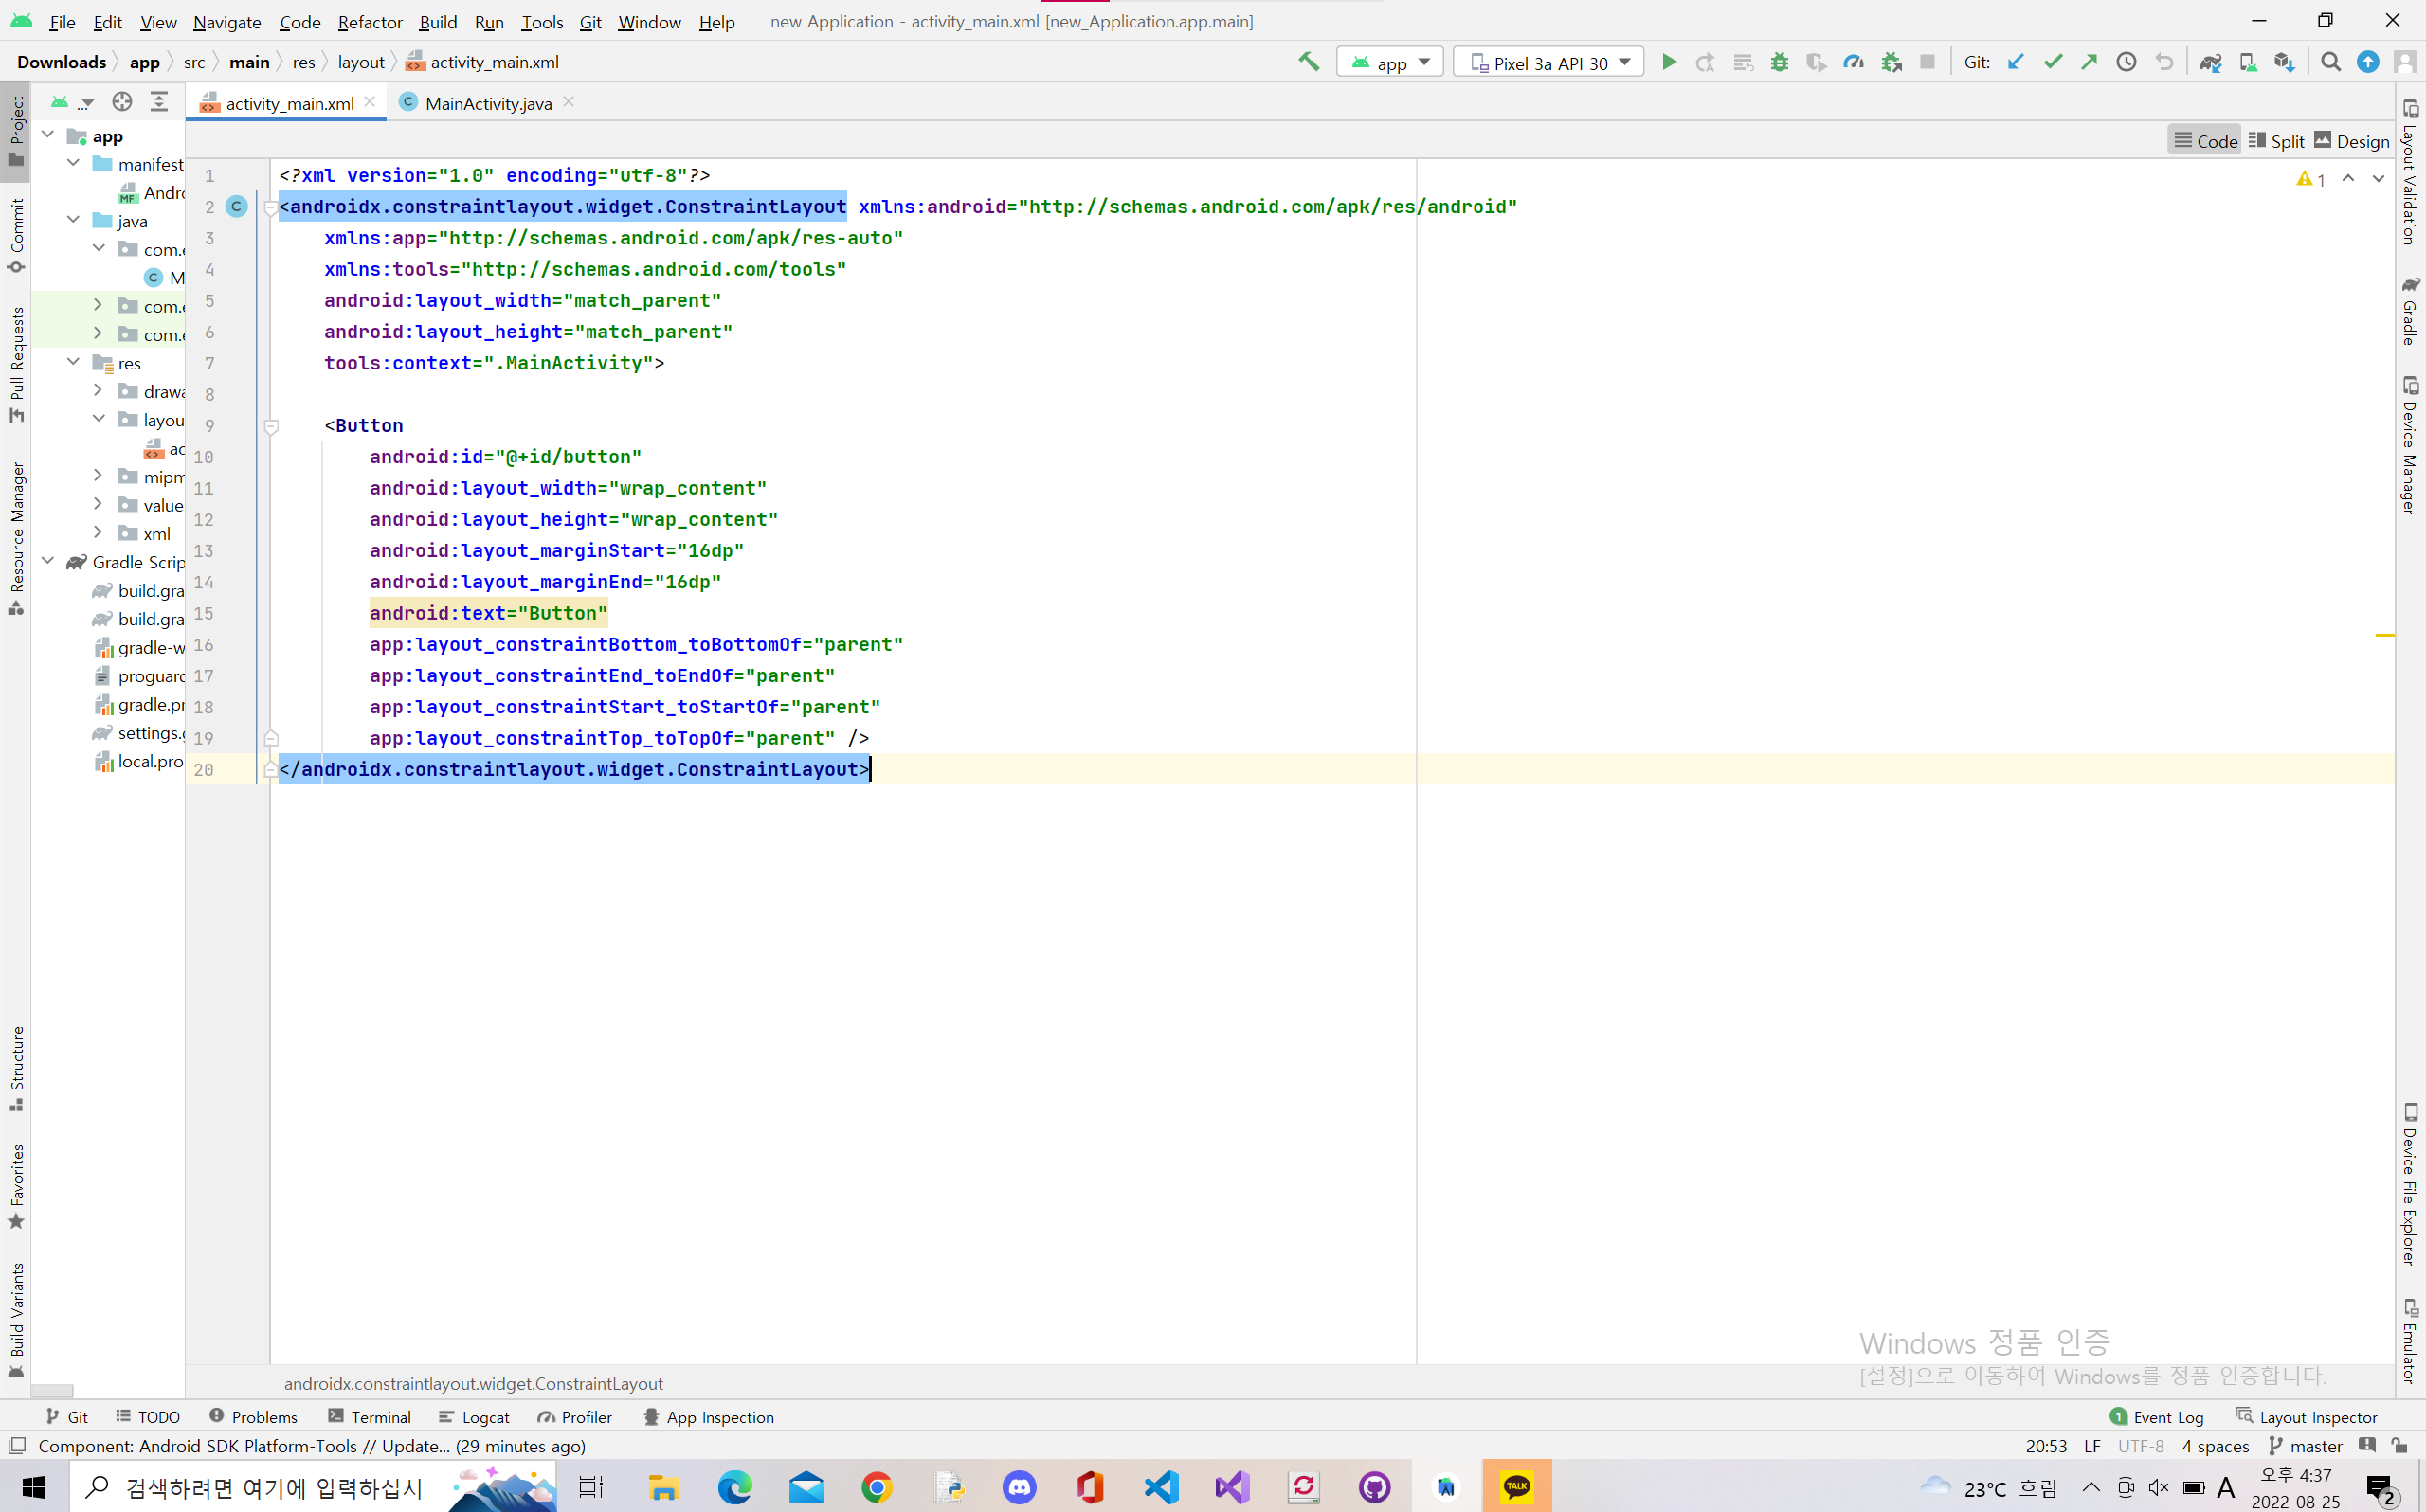 File Edit View Navigate Code Refactor Build Run Tools Git Window Help new Application - activity_main.xml [new_Application.app.main]
Downloads app src main res layout activity_main.xml app Pixel 3a API 30 Git:
... activity_main.xml MainActivity.java
Code Split Design
Project
Commit
Pull Requests
Resource Manager
Structure
Favorites
Build Variants
app
manifest
Andro
java
com.e
M
com.e
com.e
res
drawa
layou
ac
mipm
value
xml
Gradle Scrip
build.gra
build.gra
gradle-w
proguard
gradle.pr
settings.g
local.pro
1 <?xml version="1.0" encoding="utf-8"?>
2 <androidx.constraintlayout.widget.ConstraintLayout xmlns:android="http://schemas.android.com/apk/res/android"
3 xmlns:app="http://schemas.android.com/apk/res-auto"
4 xmlns:tools="http://schemas.android.com/tools"
5 android:layout_width="match_parent"
6 android:layout_height="match_parent"
7 tools:context=".MainActivity">
8
9 <Button
10 android:id="@+id/button"
11 android:layout_width="wrap_content"
12 android:layout_height="wrap_content"
13 android:layout_marginStart="16dp"
14 android:layout_marginEnd="16dp"
15 android:text="Button"
16 app:layout_constraintBottom_toBottomOf="parent"
17 app:layout_constraintEnd_toEndOf="parent"
18 app:layout_constraintStart_toStartOf="parent"
19 app:layout_constraintTop_toTopOf="parent" />
20 </androidx.constraintlayout.widget.ConstraintLayout>
1
Layout Validation
Gradle
Device Manager
Device File Explorer
Emulator
Windows 정품 인증
[설정]으로 이동하여 Windows를 정품 인증합니다.
androidx.constraintlayout.widget.ConstraintLayout
Git TODO Problems Terminal Logcat Profiler App Inspection 1 Event Log Layout Inspector
Component: Android SDK Platform-Tools // Update... (29 minutes ago) 20:53 LF UTF-8 4 spaces master
검색하려면 여기에 입력하십시 TALK 23°C 흐림 A 오후 4:37
2022-08-25 2